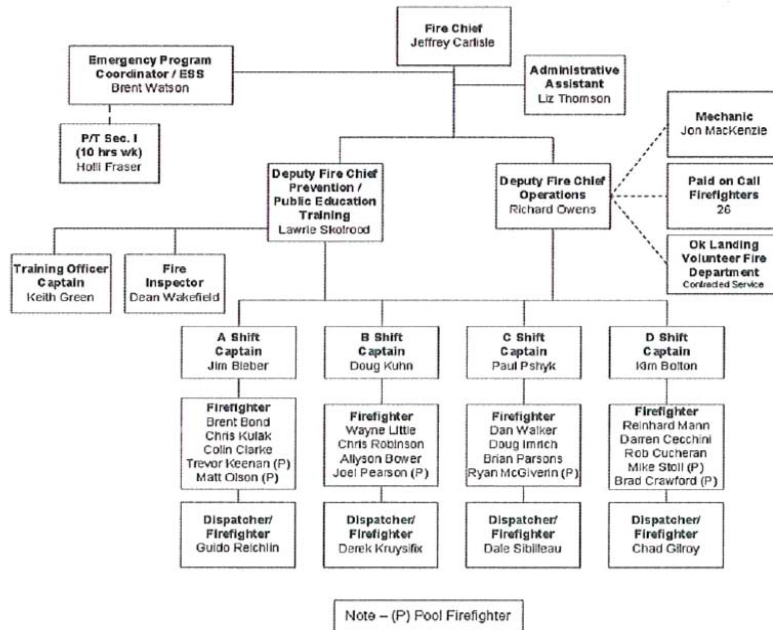 Fire Chief
Jeffrey Carlisle
Emergency Program
Coordinator / ESS
Brent Watson
Administrative
Assistant
Liz Thomson
P/T Sec. I
(10 hrs wk)
Holli Fraser
Mechanic
Jon MacKenzie
Deputy Fire Chief
Prevention /
Public Education
Training
Lawrie Skolrood
Deputy Fire Chief
Operations
Richard Owens
Paid on Call
Firefighters
26
Ok Landing
Volunteer Fire
Department
Contracted Service
Training Officer
Captain
Keith Green
Fire
Inspector
Dean Wakefield
A Shift
Captain
Jim Bieber
B Shift
Captain
Doug Kuhn
C Shift
Captain
Paul Pshyk
D Shift
Captain
Kim Bolton
Firefighter
Brent Bond
Chris Kulak
Colin Clarke
Trevor Keenan (P)
Matt Olson (P)
Firefighter
Wayne Little
Chris Robinson
Allyson Bower
Joel Pearson (P)
Firefighter
Dan Walker
Doug Imrich
Brian Parsons
Ryan McGiverin (P)
Firefighter
Reinhard Mann
Darren Cecchini
Rob Cucheran
Mike Stoll (P)
Brad Crawford (P)
Dispatcher/
Firefighter
Guido Reichlin
Dispatcher/
Firefighter
Derek Kruysifix
Dispatcher/
Firefighter
Dale Sibilleau
Dispatcher/
Firefighter
Chad Gilroy
Note – (P) Pool Firefighter